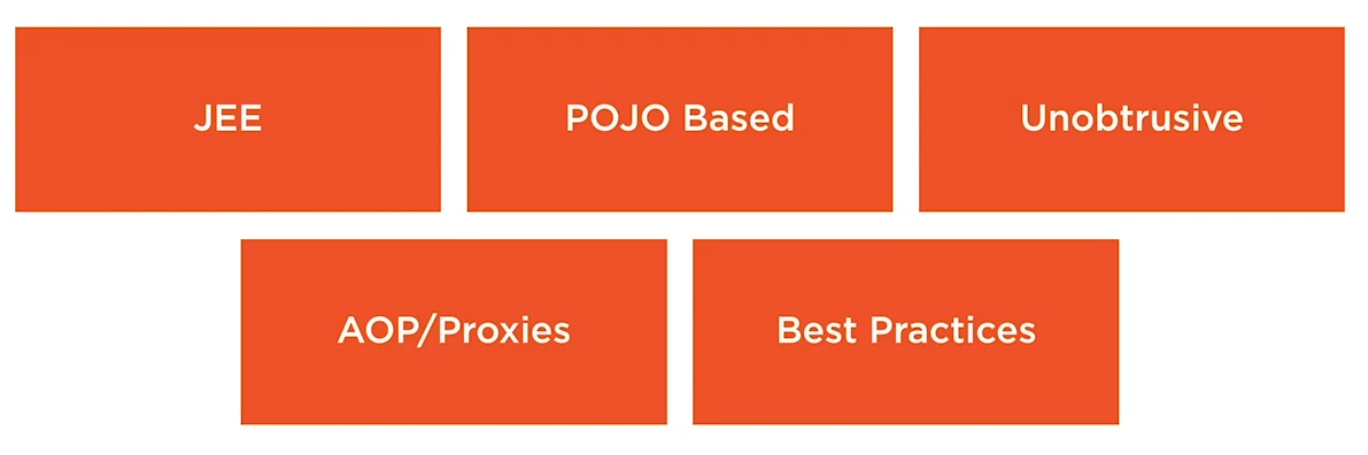 JEE
POJO Based
Unobtrusive
AOP/Proxies
Best Practices